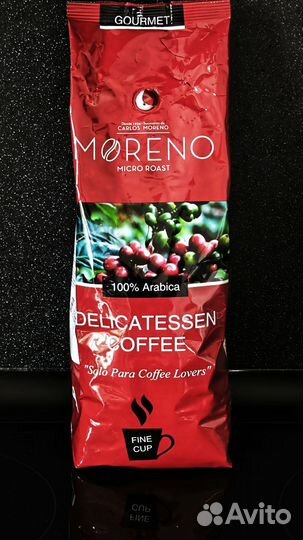 GOURMET
CARLOS MORENO
MORENO
MICRO ROAST
100% Arabica
DELICATESSEN
COFFEE
"Solo Para Coffee Lovers"
FINE
CUP
Avito